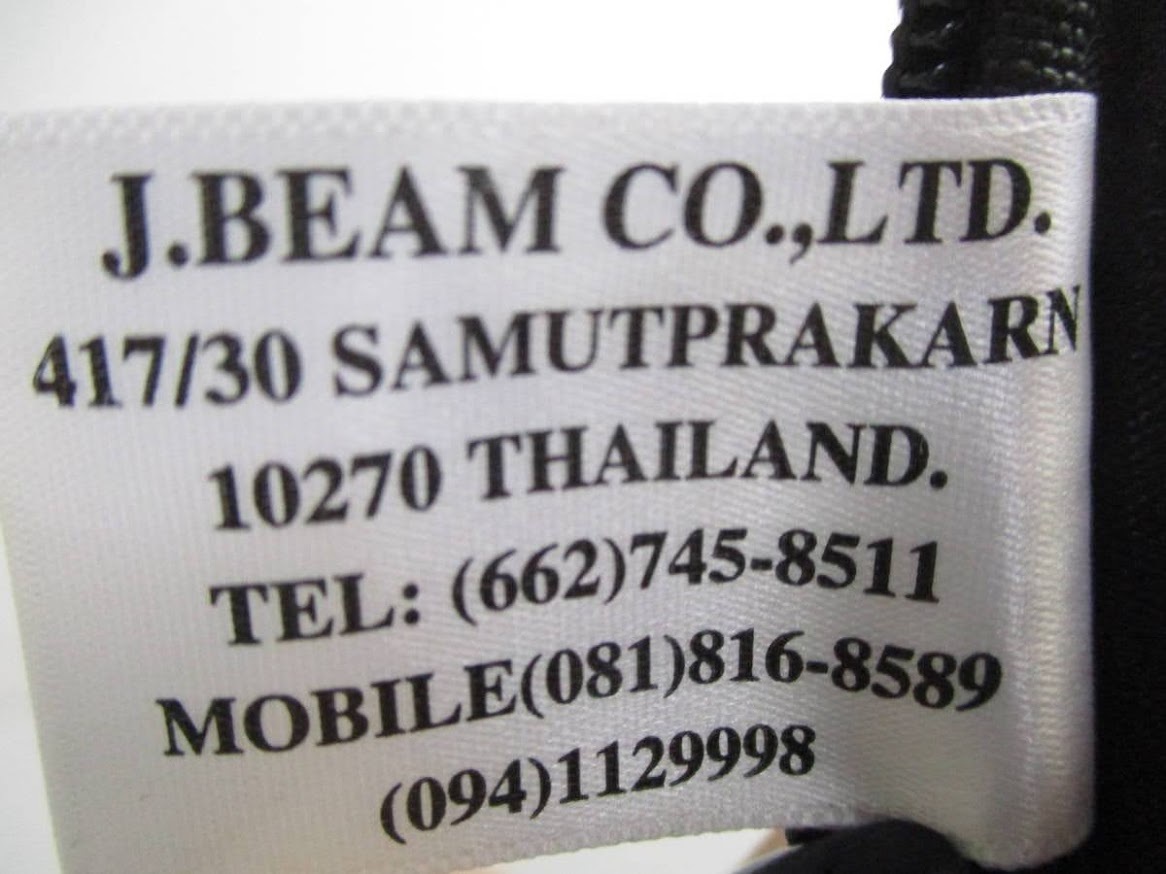 J.BEAM CO.,LTD.
417/30 SAMUTPRAKARN
10270 THAILAND.
TEL: (662)745-8511
MOBILE(081)816-8589
(094)1129998